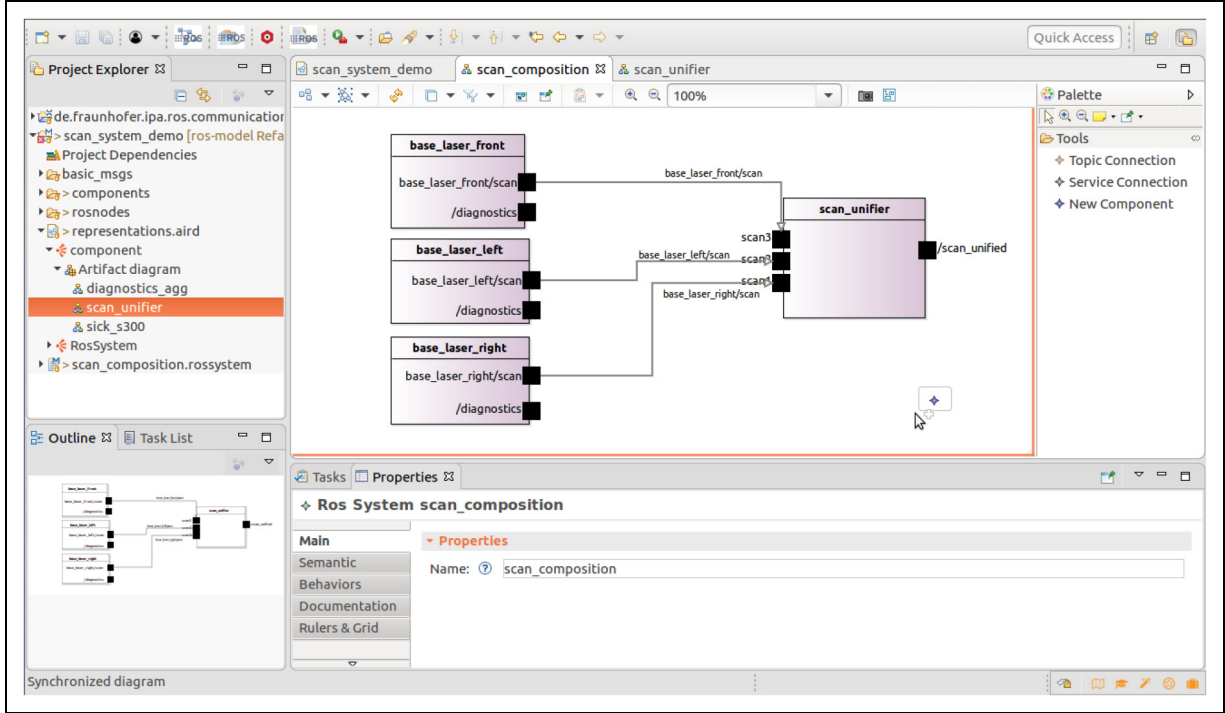 ROS ROS ROS Quick Access
Project Explorer
de.fraunhofer.ipa.ros.communication
> scan_system_demo [ros-model Refa
Project Dependencies
> basic_msgs
> components
> rosnodes
> representations.aird
component
Artifact diagram
diagnostics_agg
scan_unifier
sick_s300
RosSystem
> scan_composition.rossystem
scan_system_demo scan_composition scan_unifier
100%
base_laser_front
base_laser_front/scan
/diagnostics
base_laser_left
base_laser_left/scan
/diagnostics
base_laser_right
base_laser_right/scan
/diagnostics
base_laser_front/scan
base_laser_left/scan
base_laser_right/scan
scan_unifier
scan3
/scan_unified
Palette
Tools
Topic Connection
Service Connection
New Component
Outline Task List
Tasks Properties
Ros System scan_composition
Main
Semantic
Behaviors
Documentation
Rulers & Grid
Properties
Name: ? scan_composition
Synchronized diagram